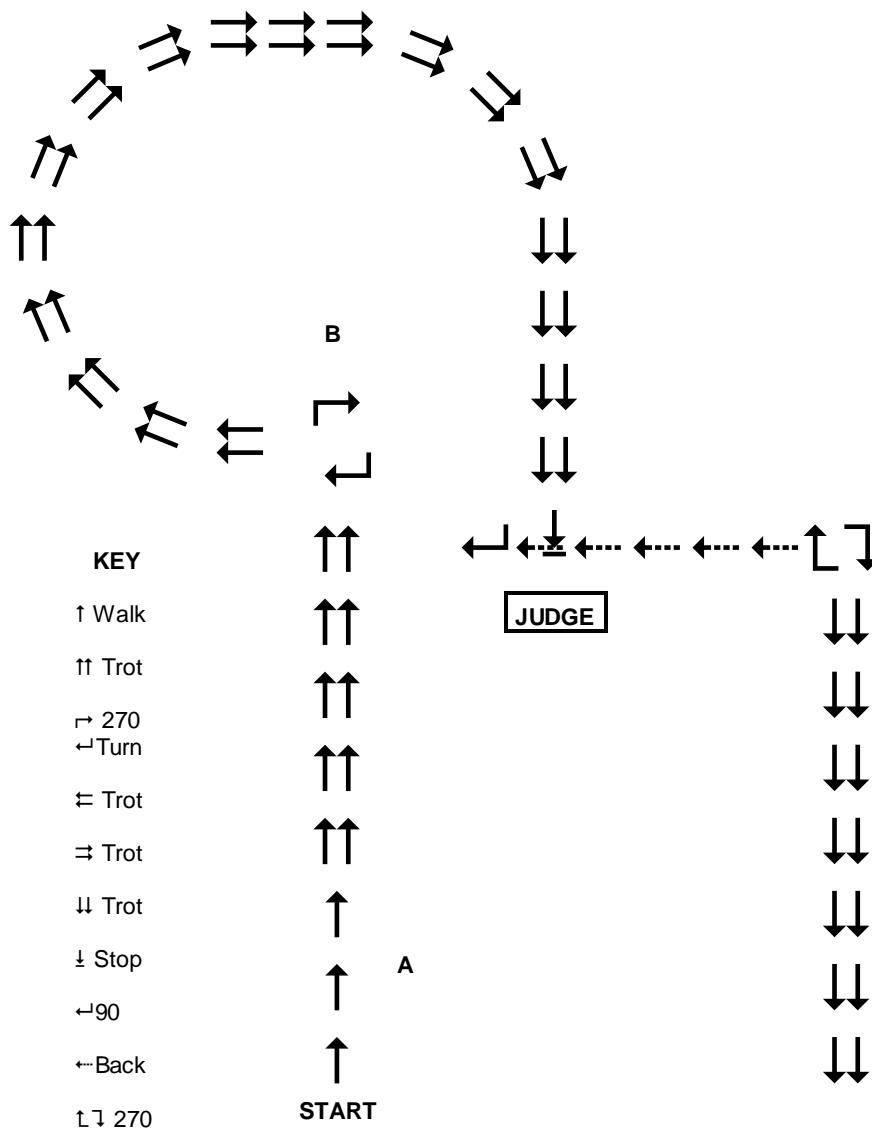 B
KEY
JUDGE
↑ Walk
⇈ Trot
↱ 270
↵ Turn
⇇ Trot
⇉ Trot
⇊ Trot
A
⤓ Stop
↵ 90
⇠ Back
START
↥ ↴ 270